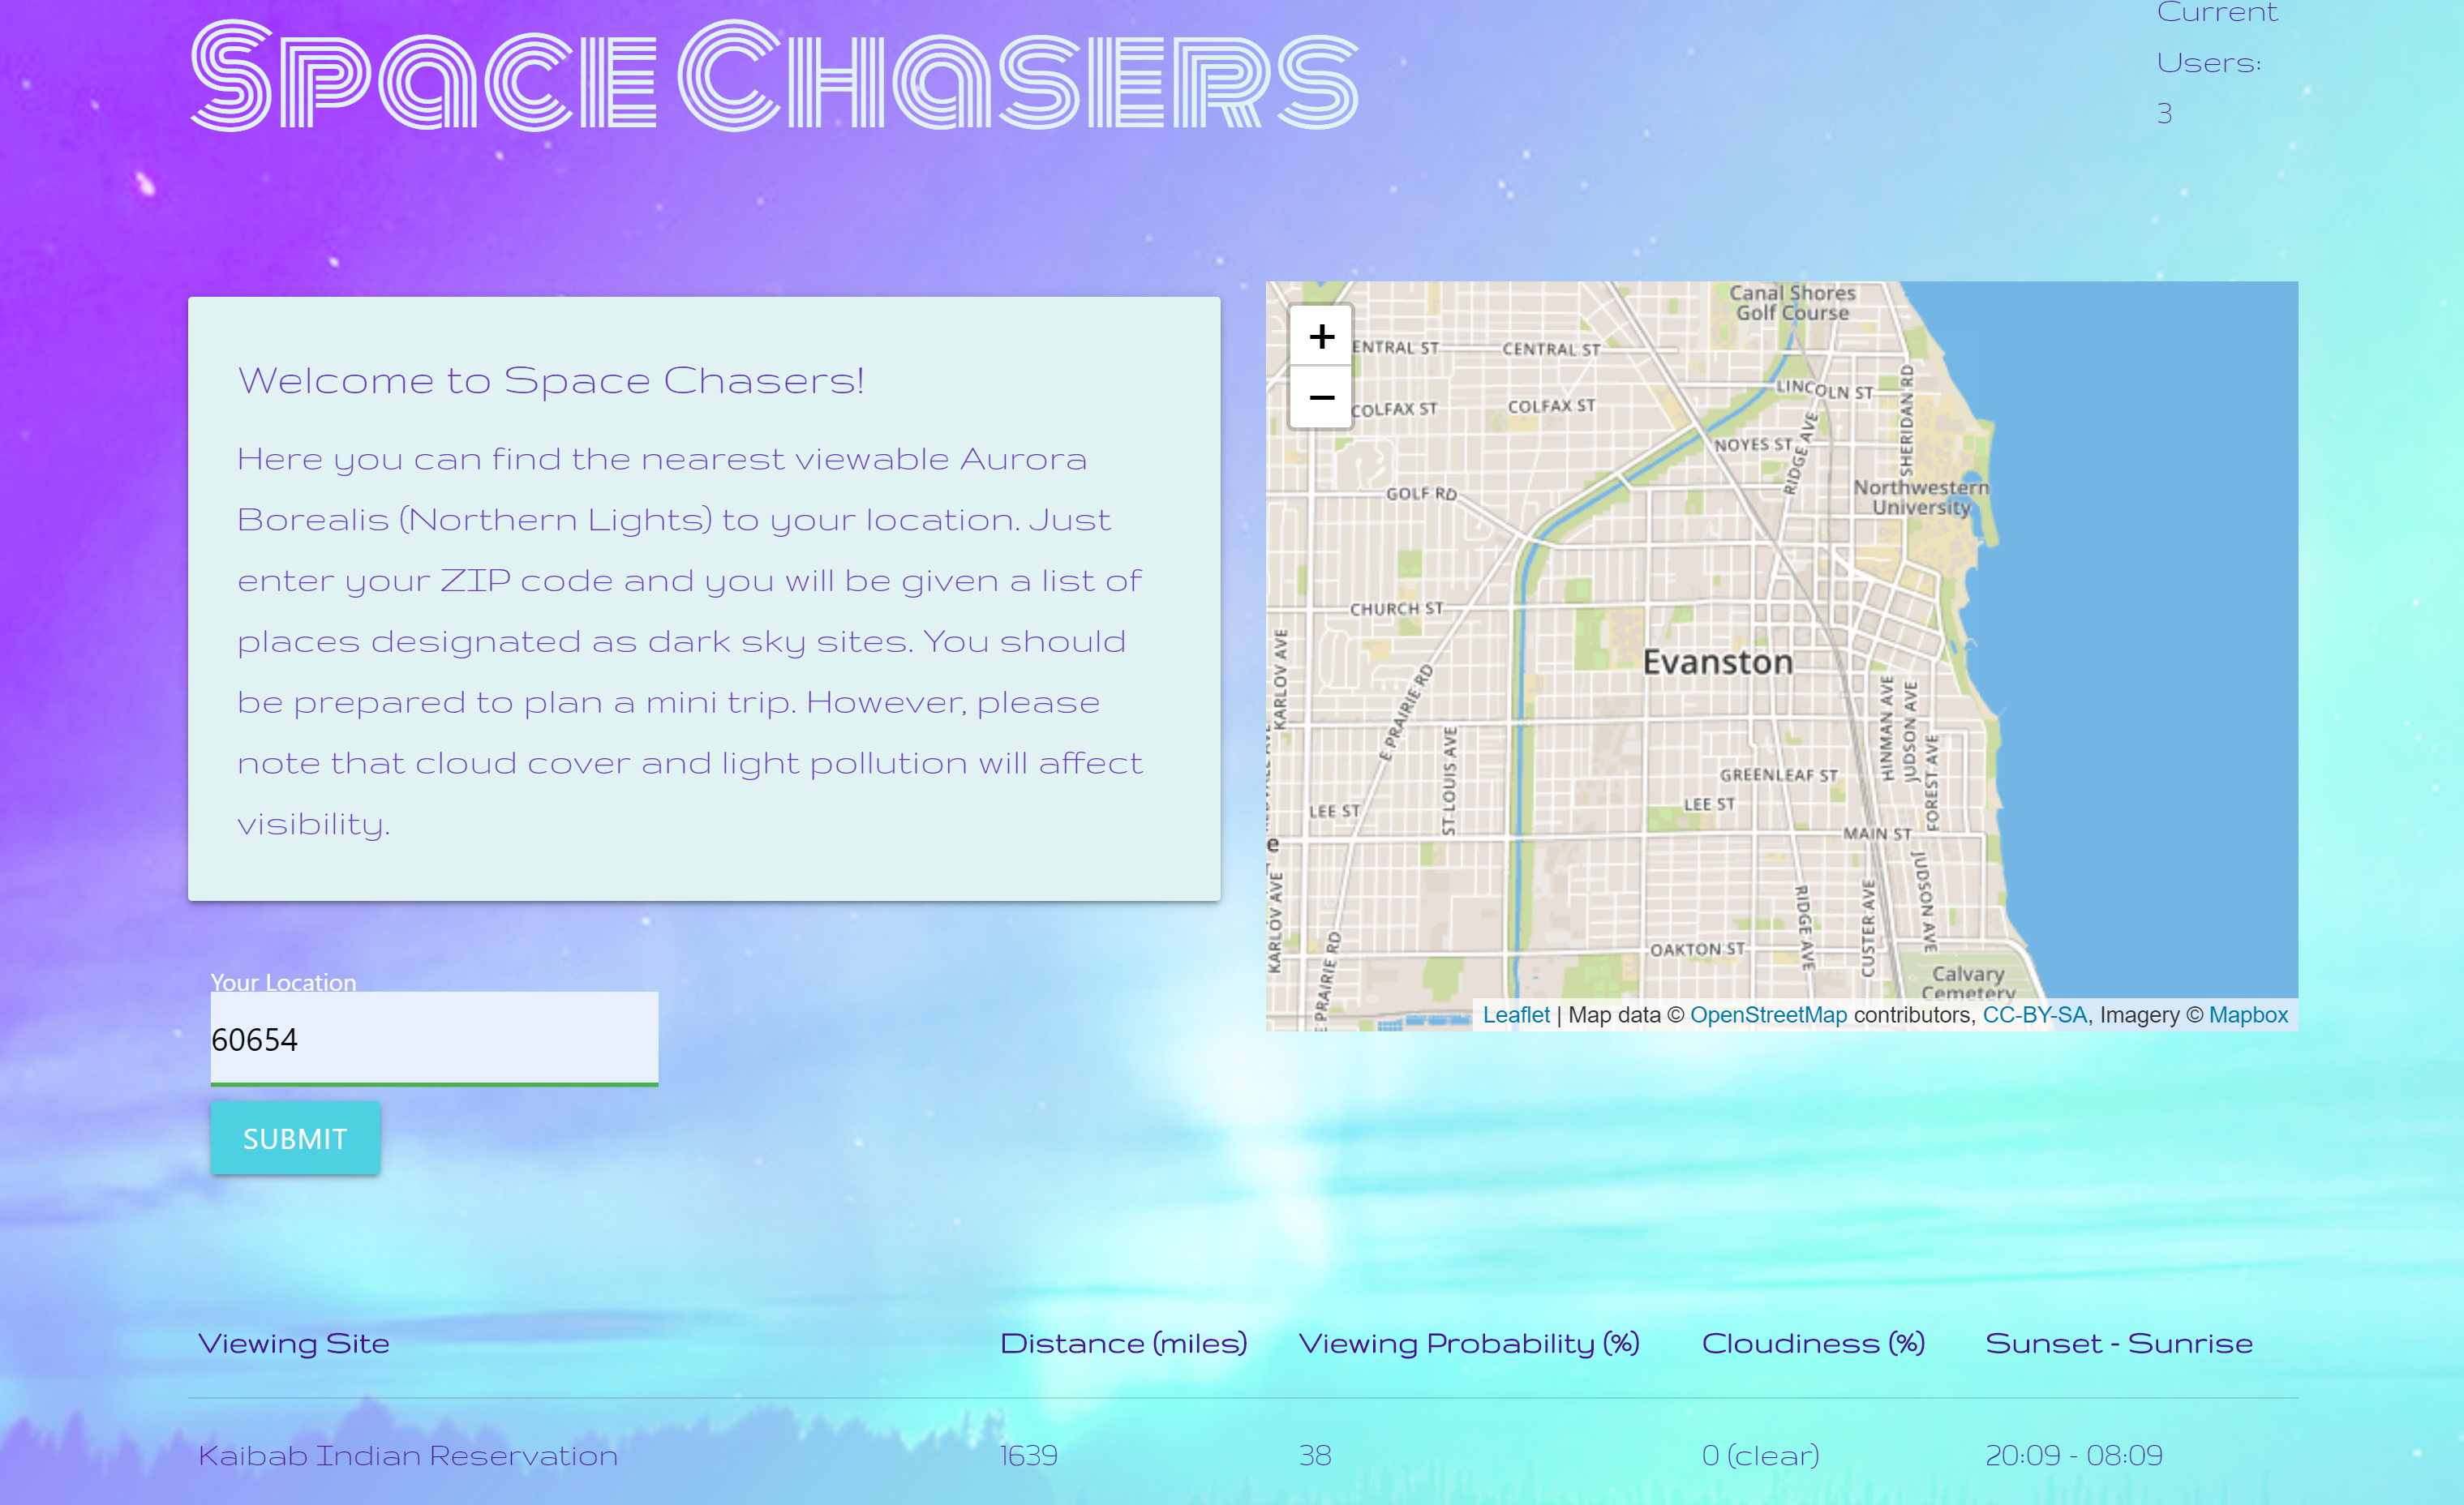 Space Chasers
Current
Users:
3
Welcome to Space Chasers!
Here you can find the nearest viewable Aurora
Borealis (Northern Lights) to your location. Just
enter your ZIP code and you will be given a list of
places designated as dark sky sites. You should
be prepared to plan a mini trip. However, please
note that cloud cover and light pollution will affect
visibility.
+
−
Canal Shores
Golf Course
ENTRAL ST
CENTRAL ST
LINCOLN ST
SHERIDAN RD
COLFAX ST
COLFAX ST
NOYES ST
RIDGE AVE
GOLF RD
Northwestern
University
CHURCH ST
KARLOV AVE
E PRAIRIE RD
Evanston
HINMAN AVE
JUDSON AVE
FOREST AVE
ST LOUIS AVE
GREENLEAF ST
LEE ST
LEE ST
MAIN ST
JUDSON AVE
KARLOV AVE
RIDGE AVE
CUSTER AVE
E PRAIRIE RD
OAKTON ST
Calvary
Cemetery
Leaflet | Map data © OpenStreetMap contributors, CC-BY-SA, Imagery © Mapbox
Your Location
60654
SUBMIT
Viewing Site Distance (miles) Viewing Probability (%) Cloudiness (%) Sunset - Sunrise
Kaibab Indian Reservation 1639 38 0 (clear) 20:09 - 08:09